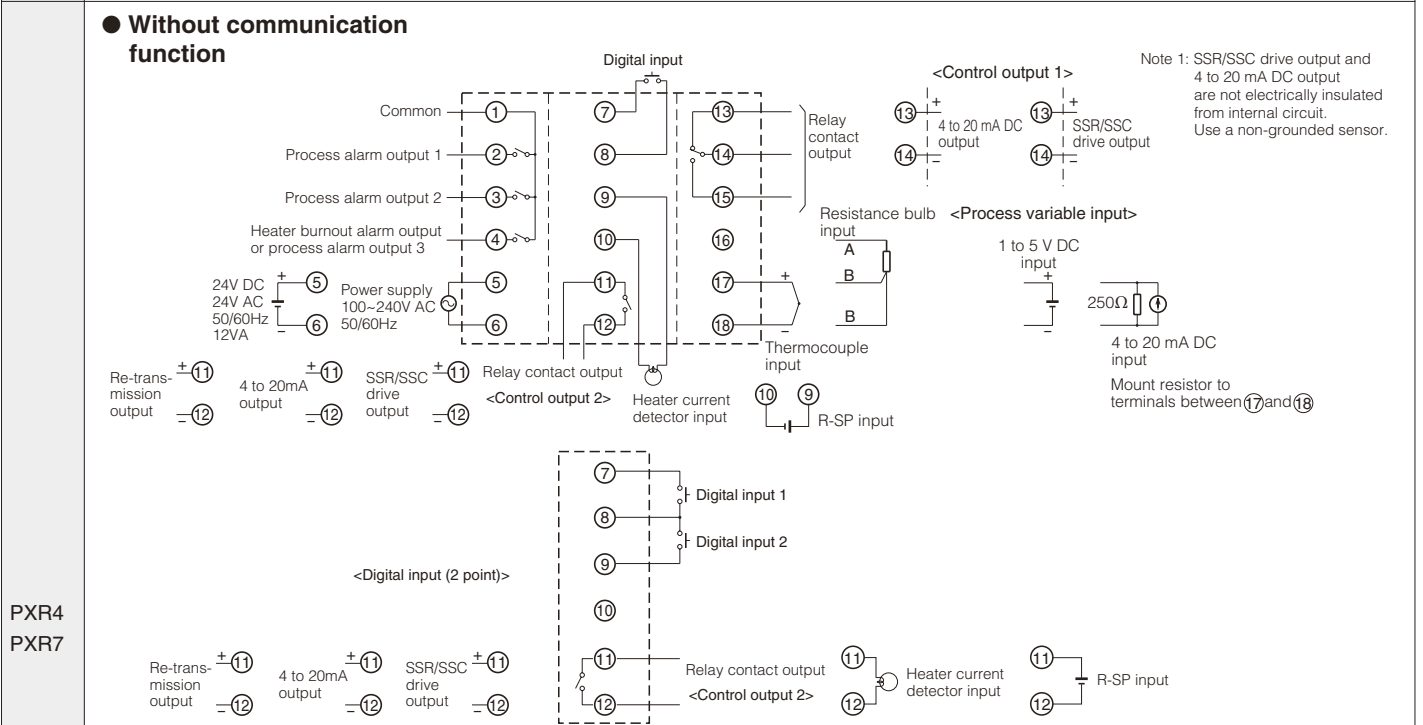 ● Without communication
function
Digital input
<Control output 1>
Note 1: SSR/SSC drive output and
4 to 20 mA DC output
are not electrically insulated
from internal circuit.
Use a non-grounded sensor.
Common
1
7
13
Relay
contact
output
13
+
4 to 20 mA DC
output
14
–
13
+
SSR/SSC
drive output
14
–
Process alarm output 1
2
8
14
Process alarm output 2
3
9
15
Heater burnout alarm output
or process alarm output 3
4
10
16
Resistance bulb
input
A
B
B
<Process variable input>
1 to 5 V DC
input
+
–
250Ω
4 to 20 mA DC
input
Mount resistor to
terminals between 17 and 18
24V DC
24V AC
50/60Hz
12VA
+
5
–
6
Power supply
100~240V AC
50/60Hz
5
11
17
+
6
12
18
–
Thermocouple
input
Re-trans-
mission
output
+
11
–
12
4 to 20mA
output
+
11
–
12
SSR/SSC
drive
output
+
11
–
12
Relay contact output
<Control output 2>
Heater current
detector input
10
9
R-SP input
7
Digital input 1
8
Digital input 2
9
<Digital input (2 point)>
10
PXR4
PXR7
Re-trans-
mission
output
+
11
–
12
4 to 20mA
output
+
11
–
12
SSR/SSC
drive
output
+
11
–
12
11
12
Relay contact output
<Control output 2>
11
12
Heater current
detector input
11
12
R-SP input